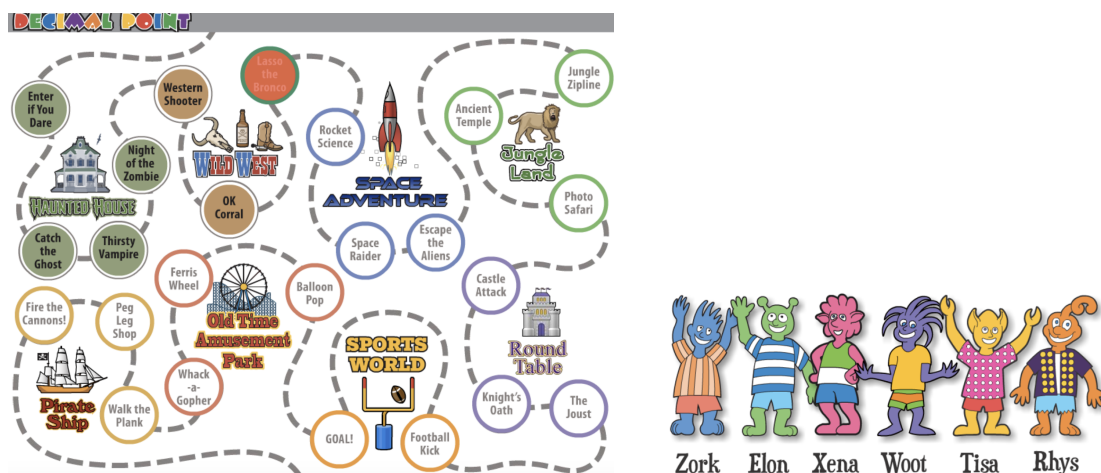 DECIMAL POINT
Enter
if You
Dare
Western
Shooter
Lasso
the
Bronco
Night
of the
Zombie
HAUNTED HOUSE
WILD WEST
OK
Corral
Catch
the
Ghost
Thirsty
Vampire
Rocket
Science
SPACE
ADVENTURE
Space
Raider
Escape
the
Aliens
Jungle
Zipline
Ancient
Temple
Jungle
Land
Photo
Safari
Fire the
Cannons!
Peg
Leg
Shop
Pirate
Ship
Walk the
Plank
Ferris
Wheel
Balloon
Pop
Old Time
Amusement
Park
Whack
-a-
Gopher
SPORTS
WORLD
GOAL!
Football
Kick
Castle
Attack
Round
Table
Knight's
Oath
The
Joust
Zork Elon Xena Woot Tisa Rhys